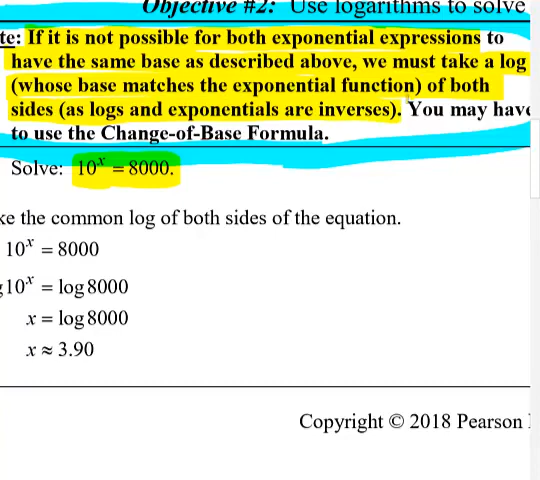 Objective #2: Use logarithms to solve
te: If it is not possible for both exponential expressions to
have the same base as described above, we must take a log
(whose base matches the exponential function) of both
sides (as logs and exponentials are inverses). You may have
to use the Change-of-Base Formula.
Solve: 10ˣ = 8000.
ke the common log of both sides of the equation.
10ˣ = 8000
g10ˣ = log 8000
x = log 8000
x ≈ 3.90
Copyright © 2018 Pearson